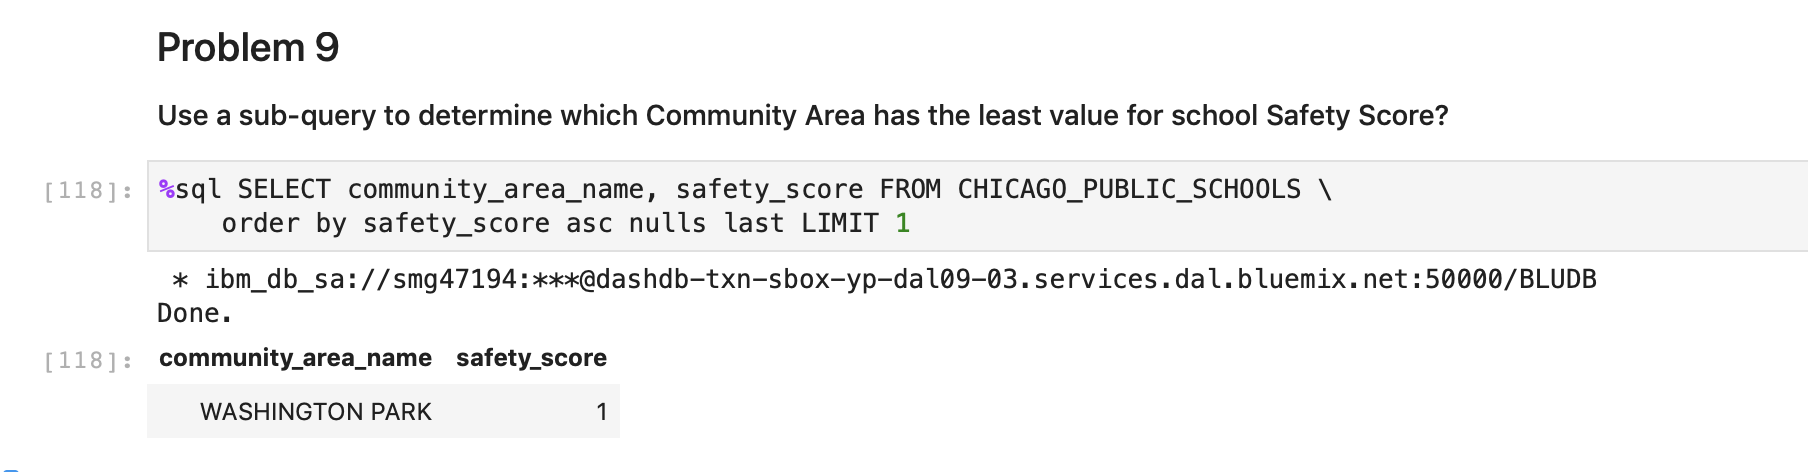 Problem 9
Use a sub-query to determine which Community Area has the least value for school Safety Score?
[118]: %sql SELECT community_area_name, safety_score FROM CHICAGO_PUBLIC_SCHOOLS \
order by safety_score asc nulls last LIMIT 1
* ibm_db_sa://smg47194:***@dashdb-txn-sbox-yp-dal09-03.services.dal.bluemix.net:50000/BLUDB
Done.
[118]: community_area_name safety_score
WASHINGTON PARK 1